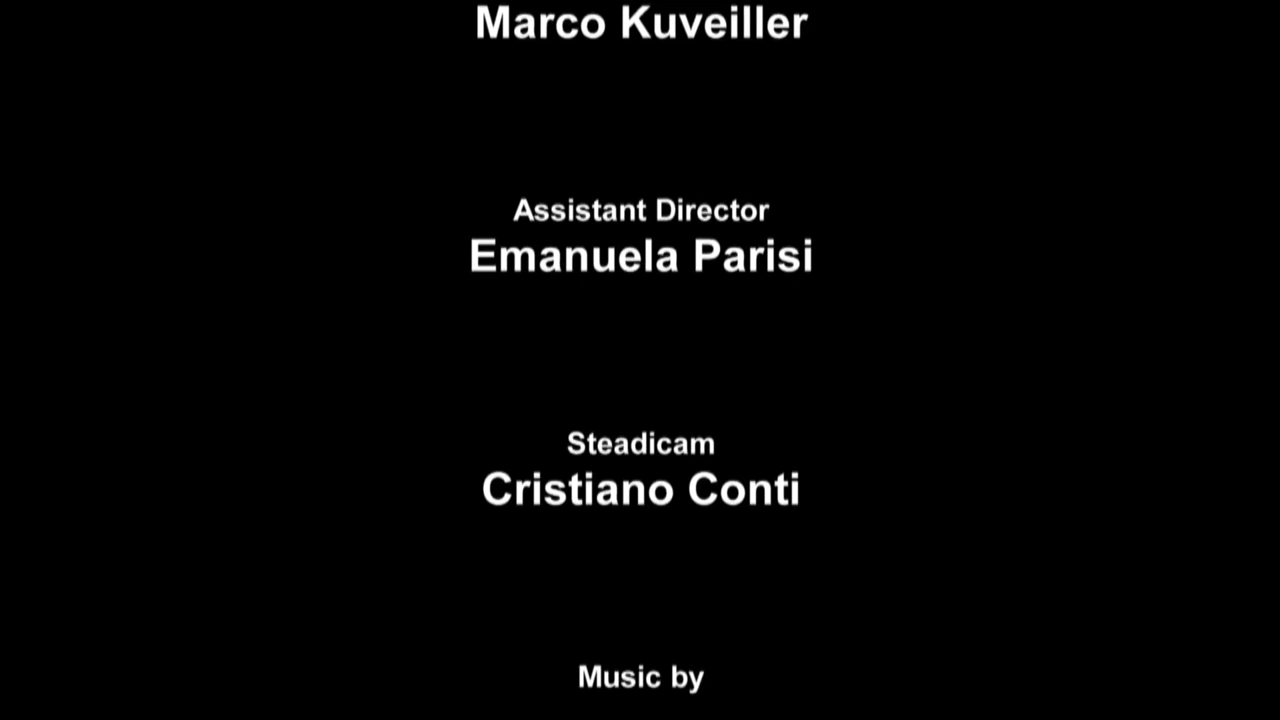 Marco Kuveiller
Assistant Director
Emanuela Parisi
Steadicam
Cristiano Conti
Music by